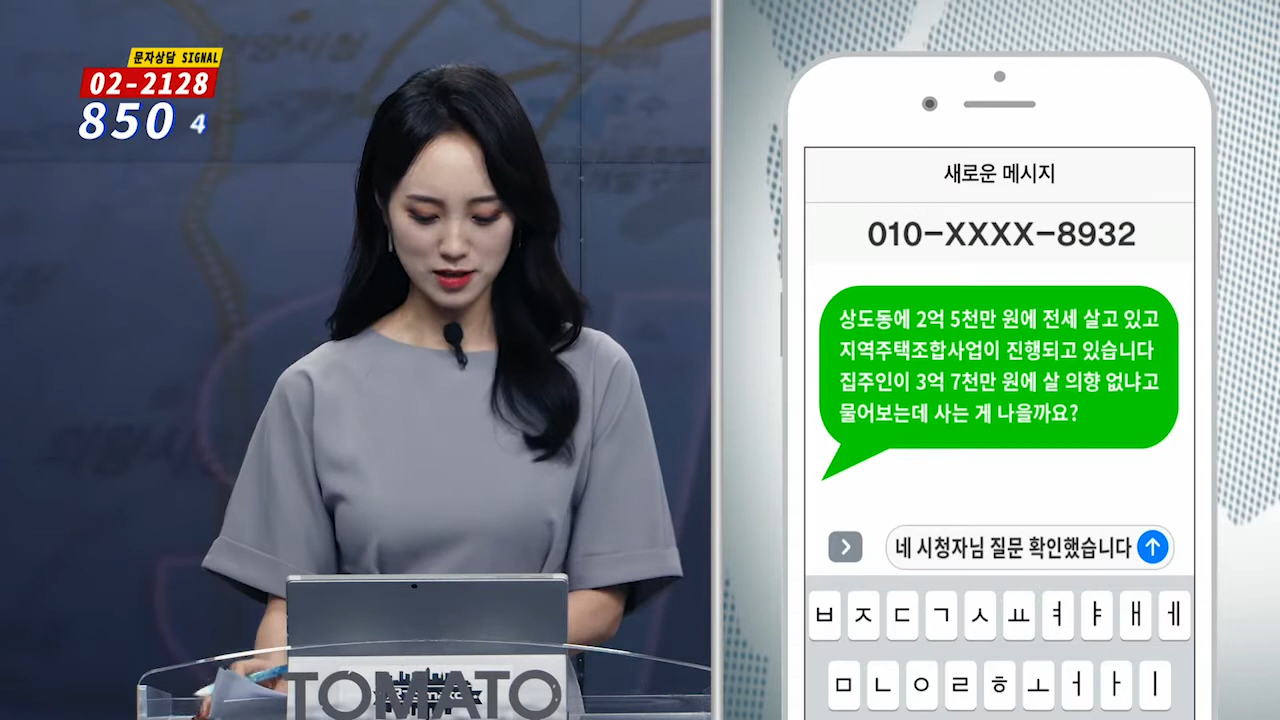 문자상담 SIGNAL
02-2128
850 4
새로운 메시지
010-XXXX-8932
상도동에 2억 5천만 원에 전세 살고 있고
지역주택조합사업이 진행되고 있습니다
집주인이 3억 7천만 원에 살 의향 없냐고
물어보는데 사는 게 나을까요?
네 시청자님 질문 확인했습니다
ㅂ ㅈ ㄷ ㄱ ㅅ ㅛ ㅕ ㅑ ㅐ ㅔ
ㅁ ㄴ ㅇ ㄹ ㅎ ㅗ ㅓ ㅏ ㅣ
TOMATO